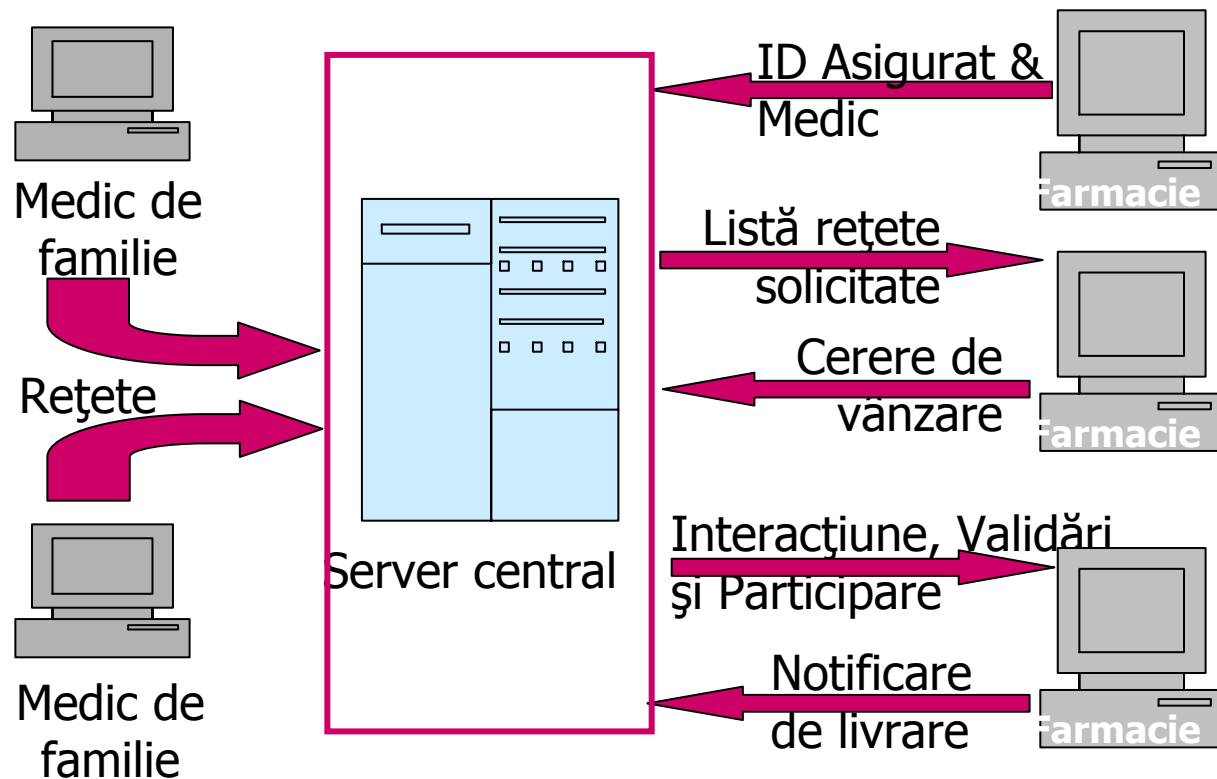 Medic de
familie
Reţete
Medic de
familie
Server central
ID Asigurat &
Medic
Farmacie
Listă reţete
solicitate
Cerere de
vânzare
Farmacie
Interacţiune, Validări
şi Participare
Notificare
de livrare
Farmacie